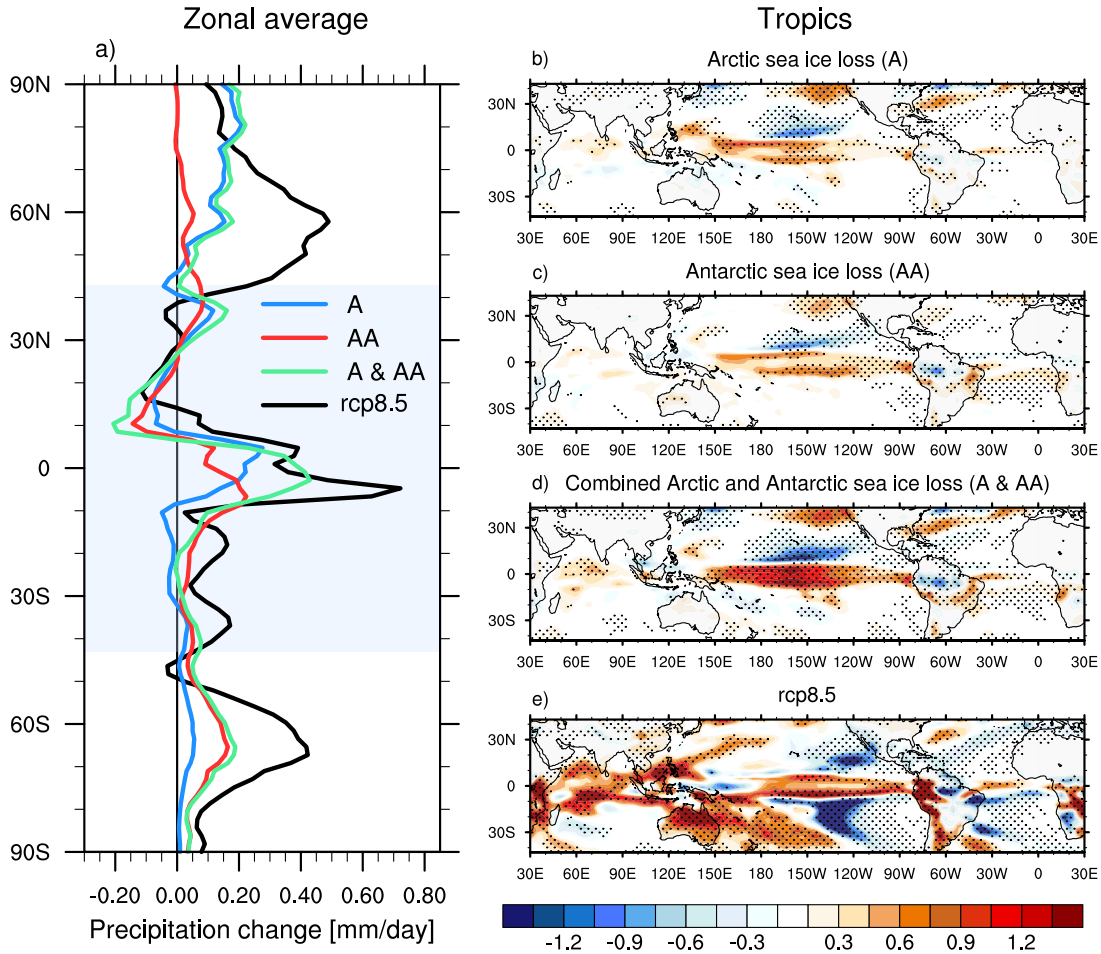 Zonal average
a)
90N
60N
30N
0
30S
60S
90S
A
AA
A & AA
rcp8.5
-0.20 0.00 0.20 0.40 0.60 0.80
Precipitation change [mm/day]
Tropics
b) Arctic sea ice loss (A)
30N
0
30S
30E 60E 90E 120E 150E 180 150W 120W 90W 60W 30W 0 30E
c) Antarctic sea ice loss (AA)
30N
0
30S
30E 60E 90E 120E 150E 180 150W 120W 90W 60W 30W 0 30E
d) Combined Arctic and Antarctic sea ice loss (A & AA)
30N
0
30S
30E 60E 90E 120E 150E 180 150W 120W 90W 60W 30W 0 30E
e) rcp8.5
30N
0
30S
30E 60E 90E 120E 150E 180 150W 120W 90W 60W 30W 0 30E
-1.2 -0.9 -0.6 -0.3 0.3 0.6 0.9 1.2